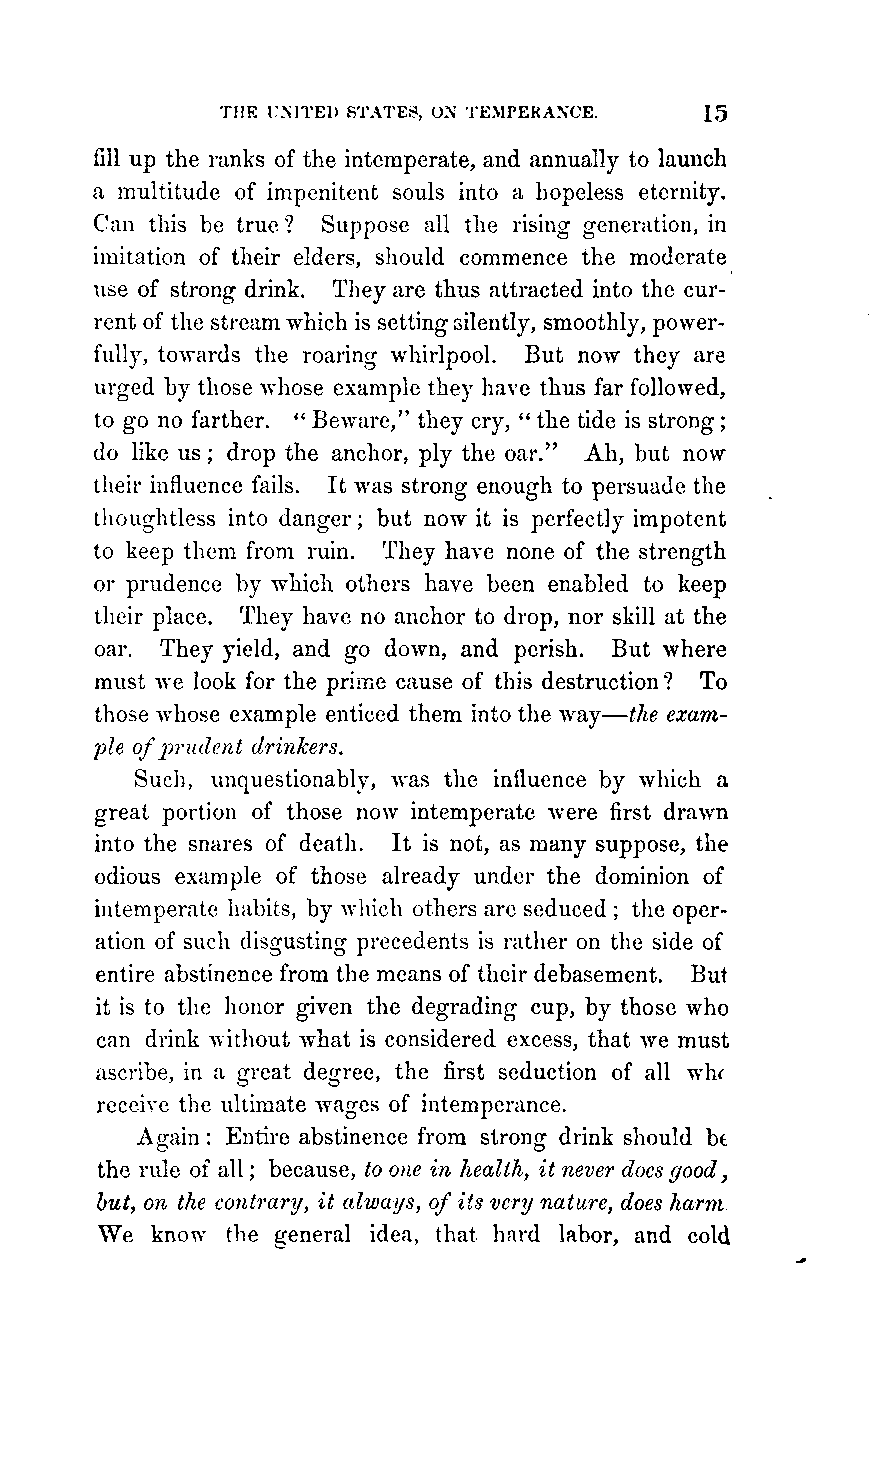 THE UNITED STATES, ON TEMPERANCE. 15
fill up the ranks of the intemperate, and annually to launch
a multitude of impenitent souls into a hopeless eternity.
Can this be true? Suppose all the rising generation, in
imitation of their elders, should commence the moderate
use of strong drink. They are thus attracted into the cur-
rent of the stream which is setting silently, smoothly, power-
fully, towards the roaring whirlpool. But now they are
urged by those whose example they have thus far followed,
to go no farther. “Beware,” they cry, “the tide is strong;
do like us; drop the anchor, ply the oar.” Ah, but now
their influence fails. It was strong enough to persuade the
thoughtless into danger; but now it is perfectly impotent
to keep them from ruin. They have none of the strength
or prudence by which others have been enabled to keep
their place. They have no anchor to drop, nor skill at the
oar. They yield, and go down, and perish. But where
must we look for the prime cause of this destruction? To
those whose example enticed them into the way—the exam-
ple of prudent drinkers.
Such, unquestionably, was the influence by which a
great portion of those now intemperate were first drawn
into the snares of death. It is not, as many suppose, the
odious example of those already under the dominion of
intemperate habits, by which others are seduced; the oper-
ation of such disgusting precedents is rather on the side of
entire abstinence from the means of their debasement. But
it is to the honor given the degrading cup, by those who
can drink without what is considered excess, that we must
ascribe, in a great degree, the first seduction of all who
receive the ultimate wages of intemperance.
Again: Entire abstinence from strong drink should be
the rule of all; because, to one in health, it never does good,
but, on the contrary, it always, of its very nature, does harm
We know the general idea, that hard labor, and cold